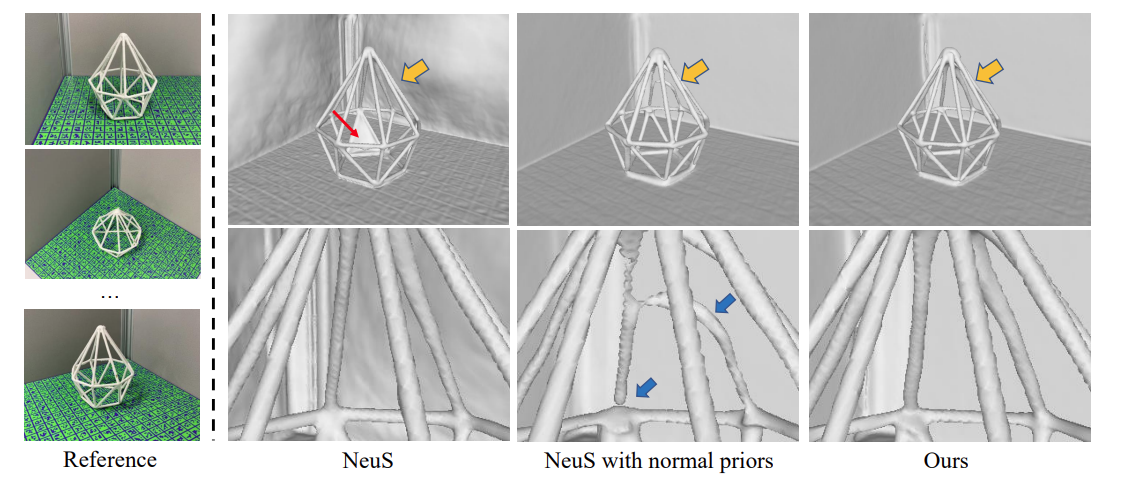 ...
Reference
NeuS
NeuS with normal priors
Ours